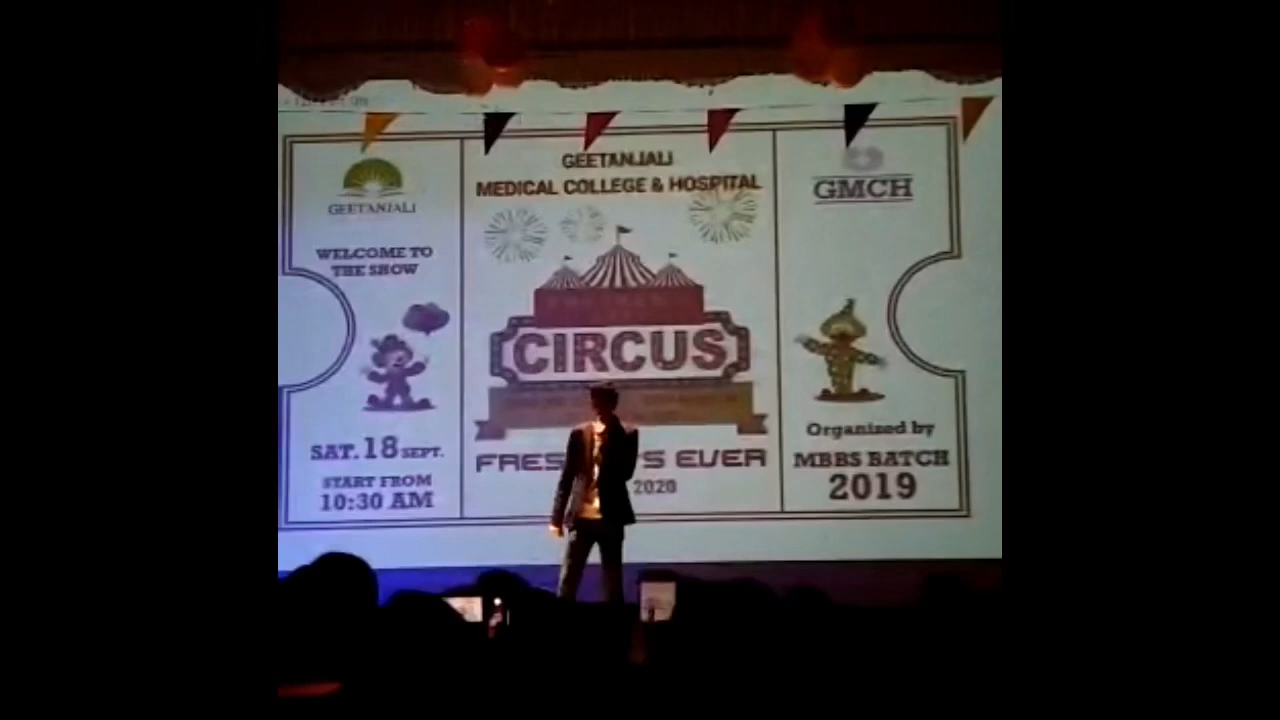 GEETANJALI
WELCOME TO
THE SHOW
SAT. 18 SEPT.
START FROM
10:30 AM
GEETANJALI
MEDICAL COLLEGE & HOSPITAL
CIRCUS
EVER
2020
GMCH
Organized by
MBBS BATCH
2019